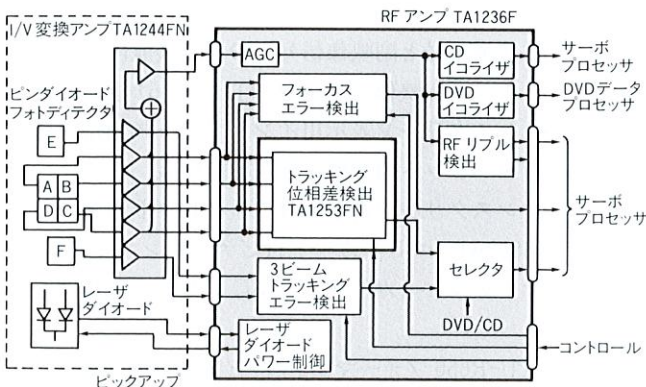 RFアンプ TA1236F
I/V変換アンプTA1244FN
AGC
CD
イコライザ
サーボ
プロセッサ
DVD
イコライザ
DVDデータ
プロセッサ
ピンダイオード
フォトディテクタ
フォーカス
エラー検出
RFリプル
検出
E
A B
D C
F
トラッキング
位相差検出
TA1253FN
サーボ
プロセッサ
セレクタ
3ビーム
トラッキング
エラー検出
DVD/CD
レーザ
ダイオード
レーザ
ダイオード
パワー制御
コントロール
ピックアップ